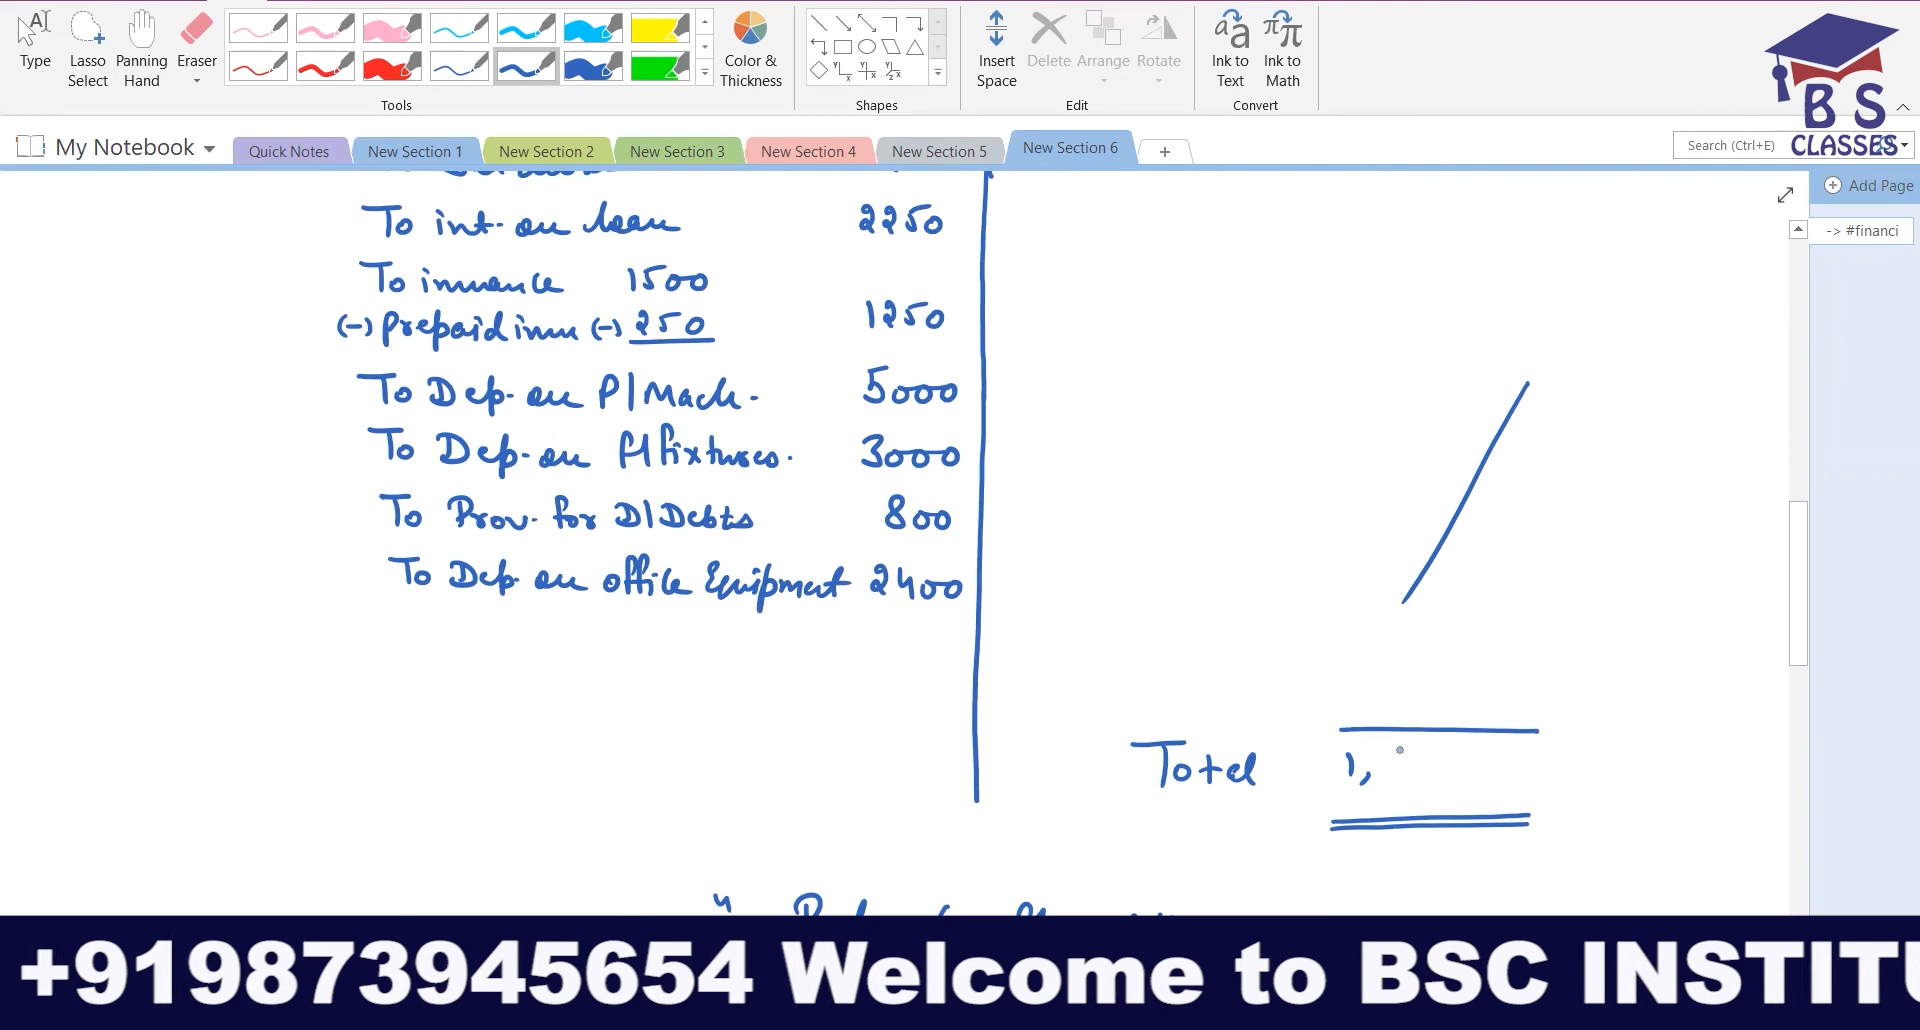 Type
Lasso Select
Panning Hand
Eraser
Color & Thickness
Insert Space
Delete
Arrange
Rotate
Ink to Text
Ink to Math
Tools
Shapes
Edit
Convert
BS
CLASSES
My Notebook
Quick Notes
New Section 1
New Section 2
New Section 3
New Section 4
New Section 5
New Section 6
Search (Ctrl+E)
Add Page
-> #financi
To int. on loan 2250
To insurance 1500
(-) Prepaid insu (-) 250 1250
To Dep. on P/Mach. 5000
To Dep. on f/fixtures. 3000
To Prov. for D/Debts 800
To Dep. on office Equipment 2400
Total 1,
+919873945654 Welcome to BSC INSTITU